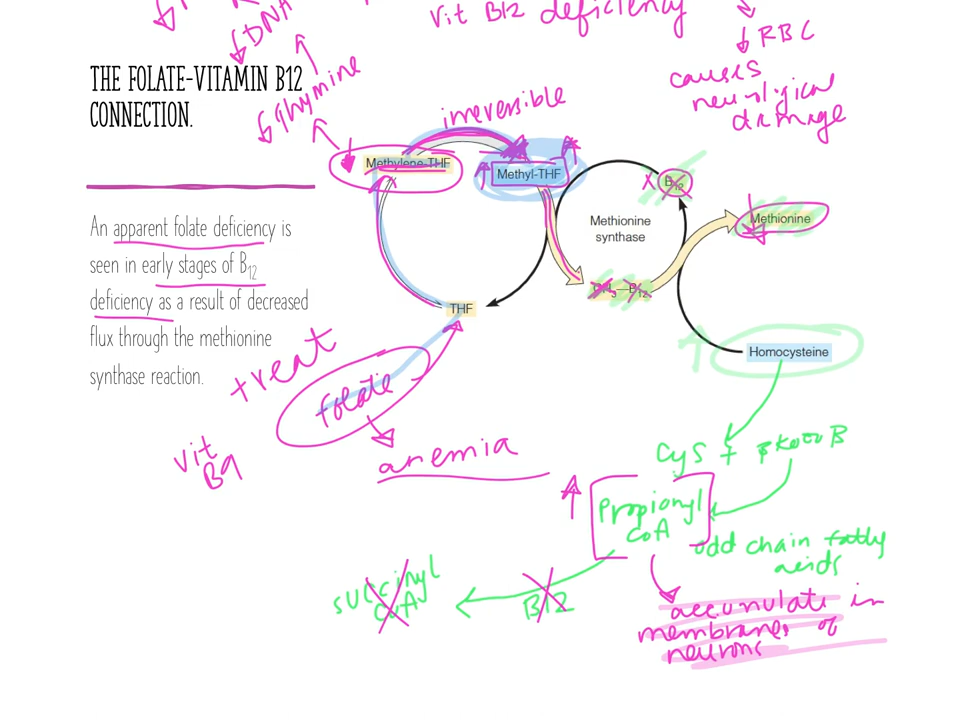 ↓DNA
vit B12 deficiency
↓ RBC
causes
neurological
damage
THE FOLATE-VITAMIN B12
CONNECTION.
↓Thymine
irreversible
Methylene-THF
Methyl-THF
B12
Methionine
synthase
Methionine
CH3—B12
THF
Homocysteine
An apparent folate deficiency is
seen in early stages of B12
deficiency as a result of decreased
flux through the methionine
synthase reaction.
treat
folate
vit
B9
anemia
Cys +
↑
Propionyl
CoA
odd chain fatty
acids
succinyl
CoA
B12
accumulate in
membranes of
neurons